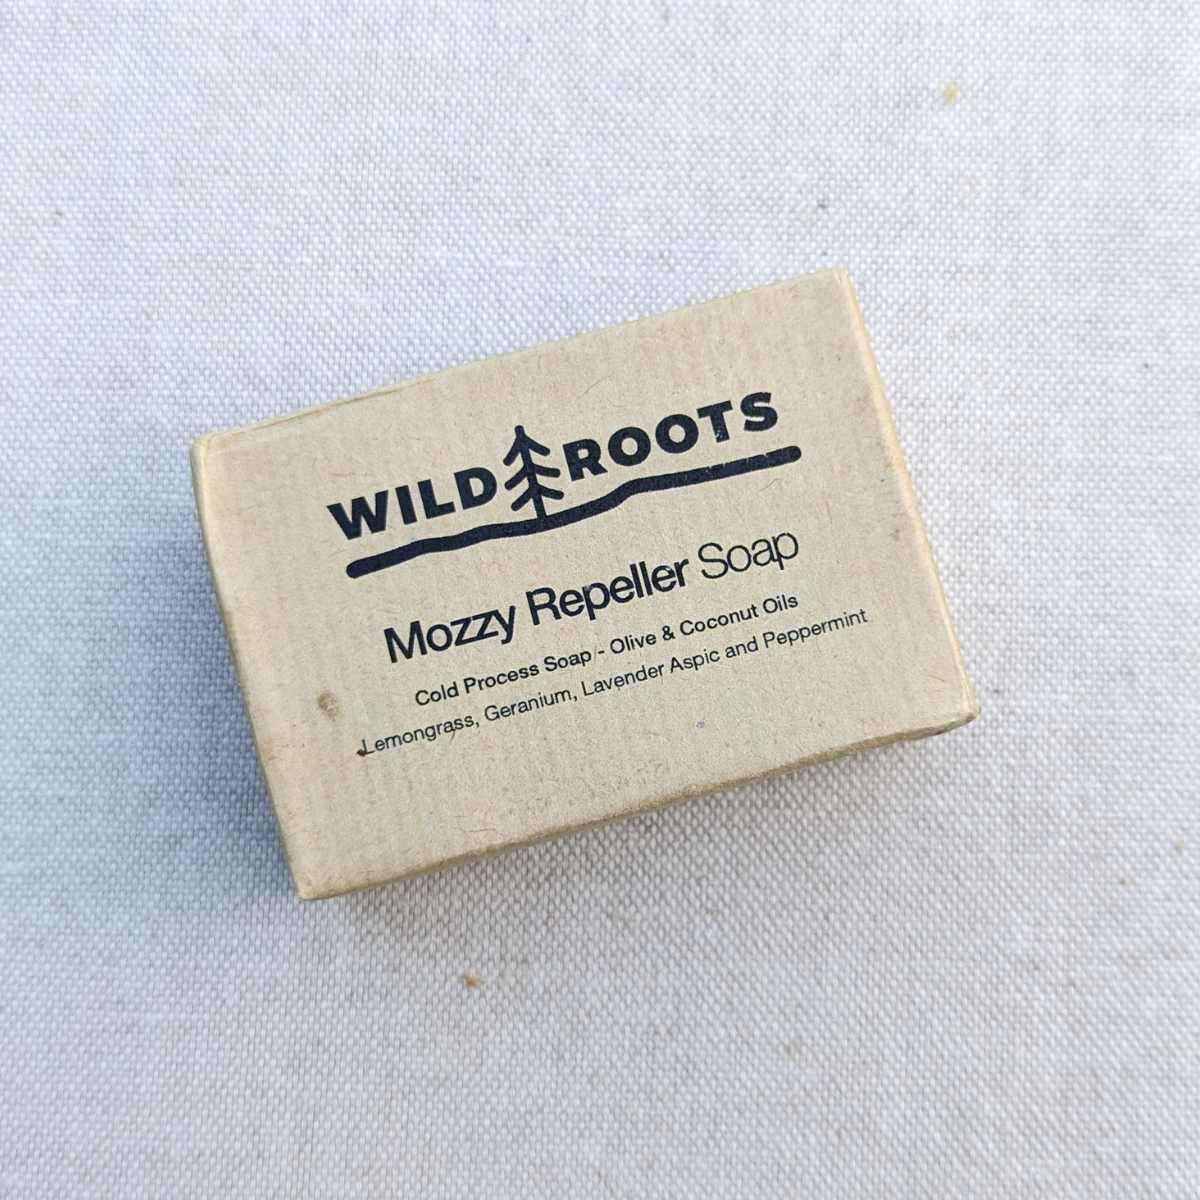 WILD ROOTS
Mozzy Repeller Soap
Cold Process Soap - Olive & Coconut Oils
Lemongrass, Geranium, Lavender Aspic and Peppermint